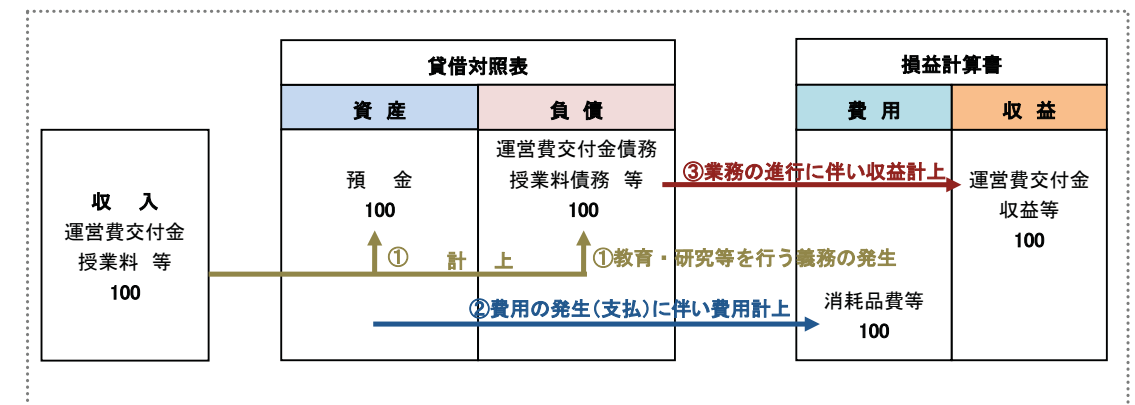 貸借対照表
損益計算書
資 産
負 債
費 用
収 益
収 入
運営費交付金
授業料 等
100
預 金
100
運営費交付金債務
授業料債務 等
100
③業務の進行に伴い収益計上
運営費交付金
収益等
100
① 計 上
①教育・研究等を行う義務の発生
②費用の発生(支払)に伴い費用計上
消耗品費等
100